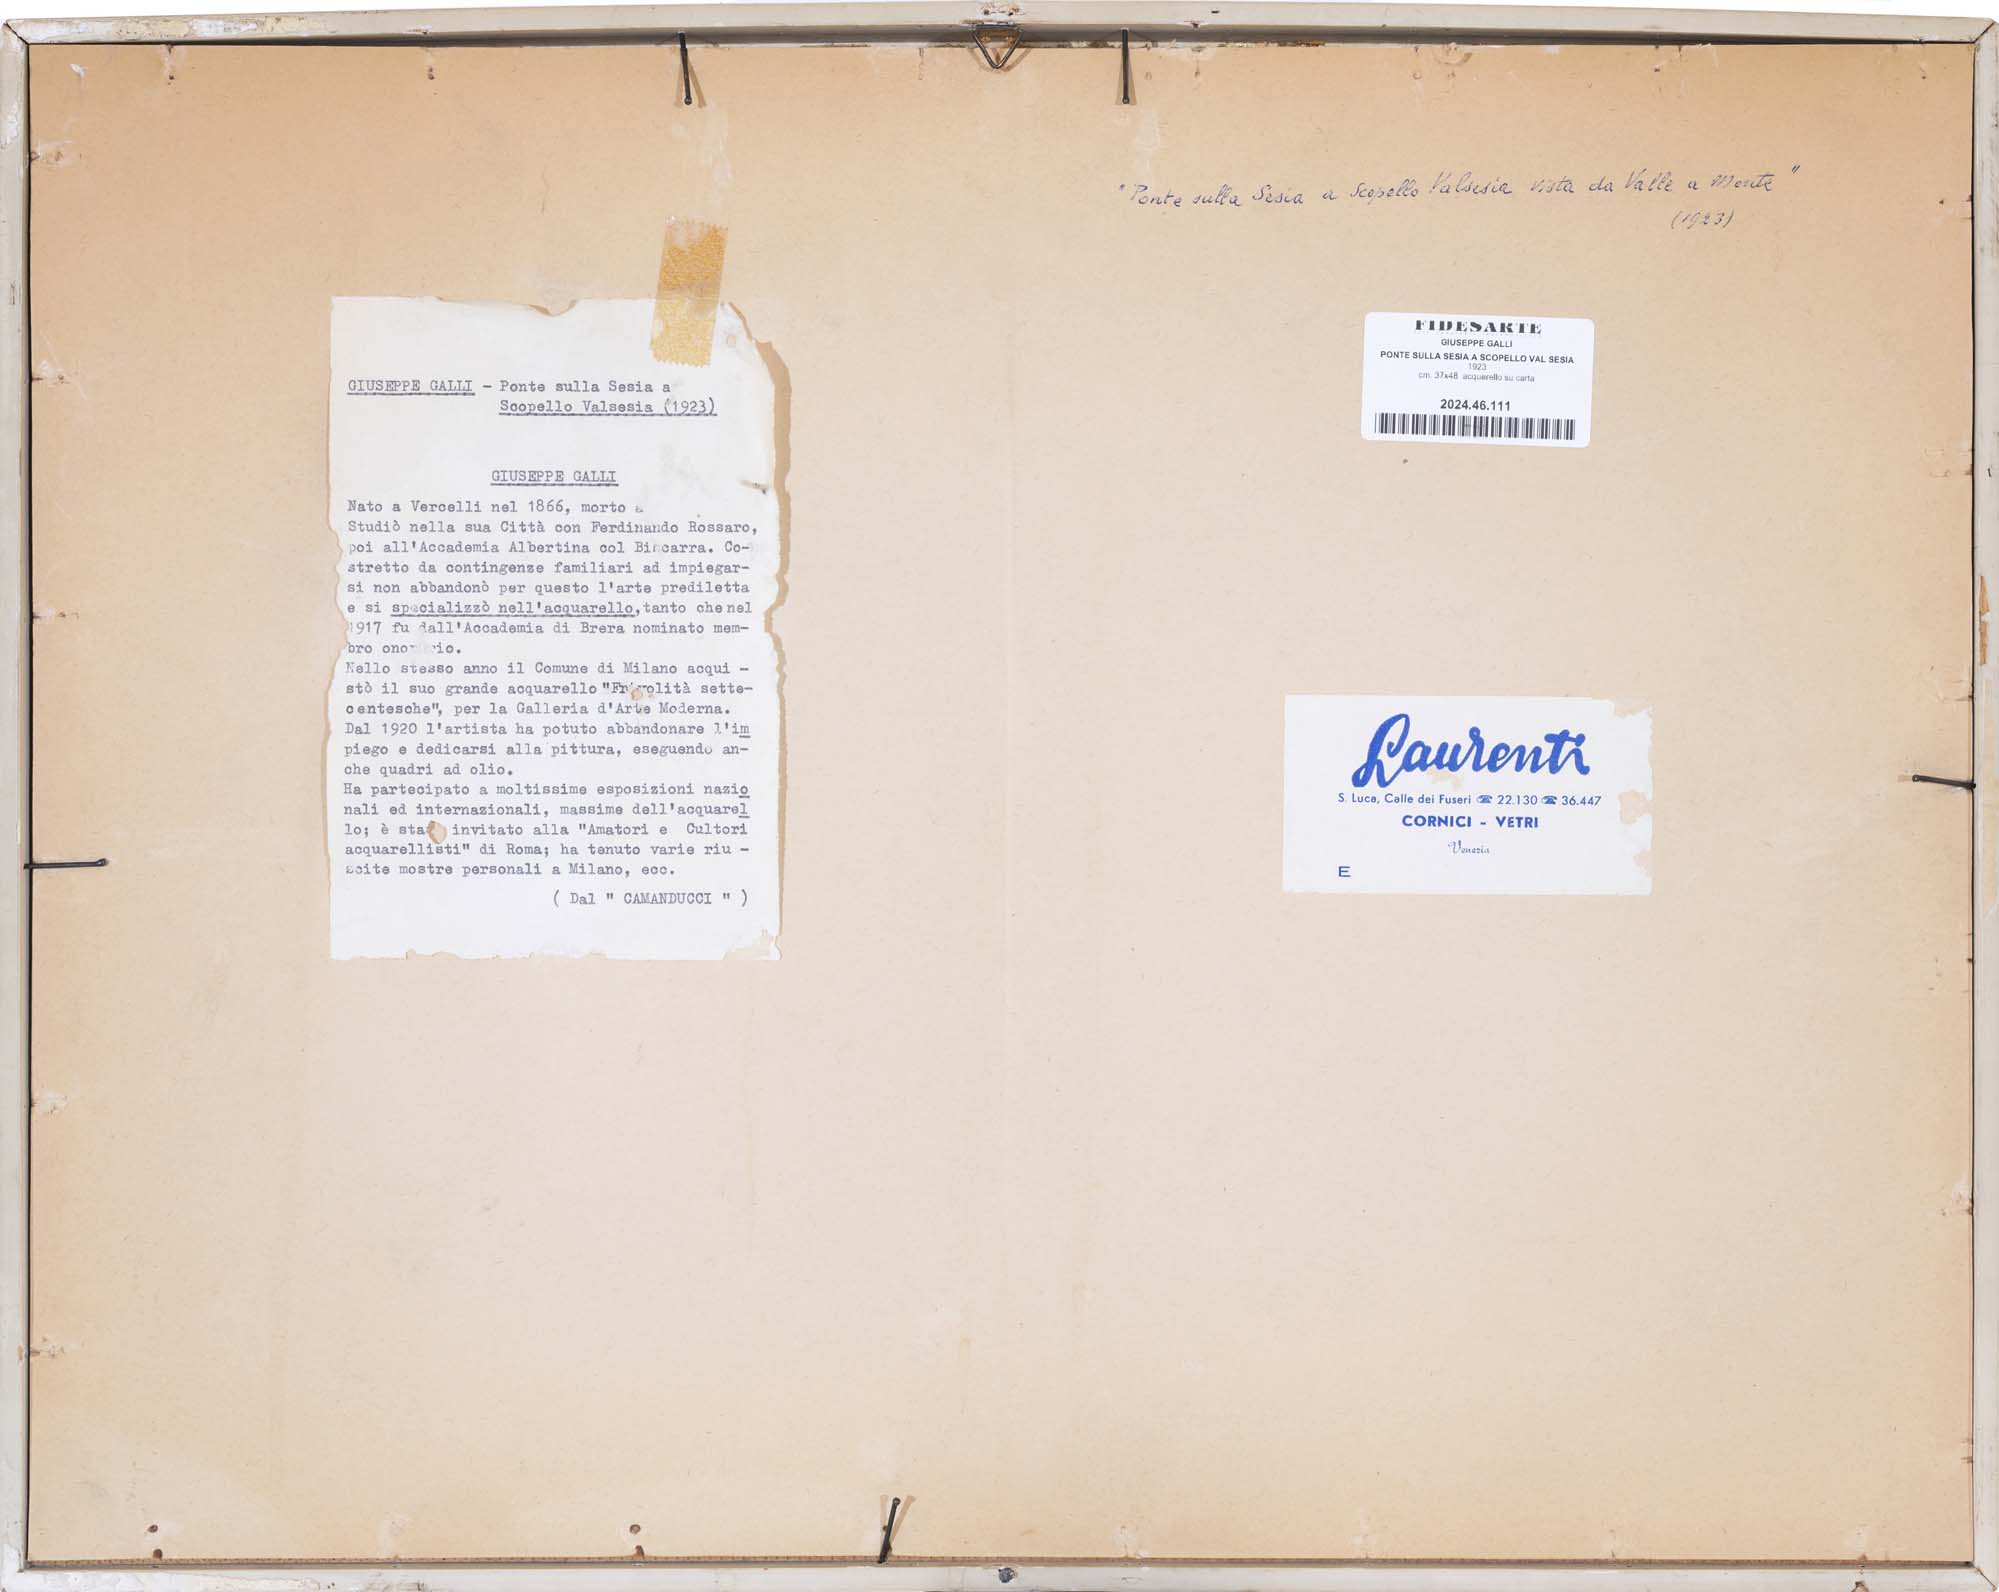 "Ponte sulla Sesia a Scopello Valsesia vista da Valle a Monte"
(1923)
GIUSEPPE GALLI - Ponte sulla Sesia a
Scopello Valsesia (1923)
GIUSEPPE GALLI
Nato a Vercelli nel 1866, morto a
Studiò nella sua Città con Ferdinando Rossaro,
poi all'Accademia Albertina col Bincarra. Co-
stretto da contingenze familiari ad impiegar-
si non abbandonò per questo l'arte prediletta
e si specializzò nell'acquarello, tanto che nel
1917 fu dall'Accademia di Brera nominato mem-
bro onorario.
Nello stesso anno il Comune di Milano acqui -
stò il suo grande acquarello "Frivolità sette-
centesche", per la Galleria d'Arte Moderna.
Dal 1920 l'artista ha potuto abbandonare l'im
piego e dedicarsi alla pittura, eseguendo an-
che quadri ad olio.
Ha partecipato a moltissime esposizioni nazio
nali ed internazionali, massime dell'acquarel
lo; è stato invitato alla "Amatori e Cultori
acquarellisti" di Roma; ha tenuto varie riu -
scite mostre personali a Milano, ecc.
( Dal " CAMANDUCCI " )
FIDESARTE
GIUSEPPE GALLI
PONTE SULLA SESIA A SCOPELLO VAL SESIA
1923
cm. 37x48 acquarello su carta
2024.46.111
Laurenti
S. Luca, Calle dei Fuseri ☎ 22.130 ☎ 36.447
CORNICI - VETRI
Venezia
E